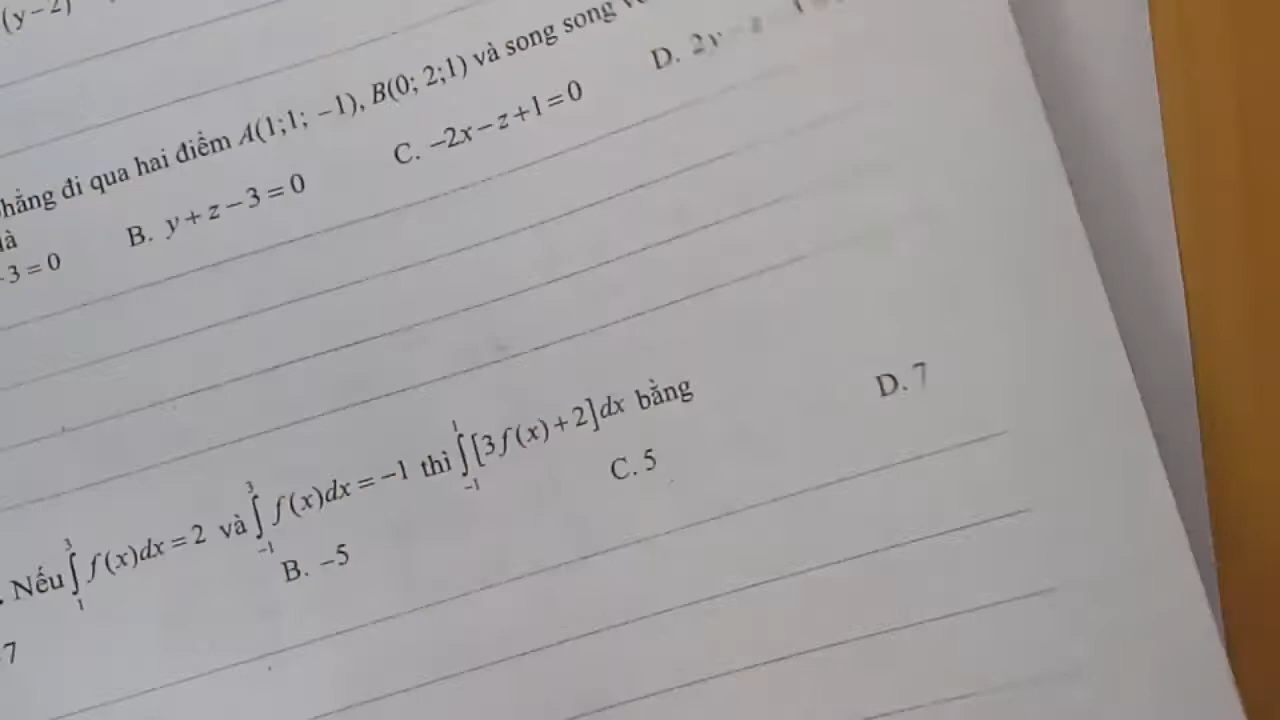 (y−2)
hẳng đi qua hai điểm A(1;1; −1), B(0; 2;1) và song song
là
3 = 0 B. y + z − 3 = 0 C. −2x − z + 1 = 0 D. 2y
. Nếu ∫₁³ f(x)dx = 2 và ∫₋₁³ f(x)dx = −1 thì ∫₋₁¹ [3f(x) + 2]dx bằng
7 B. −5 C. 5 D. 7